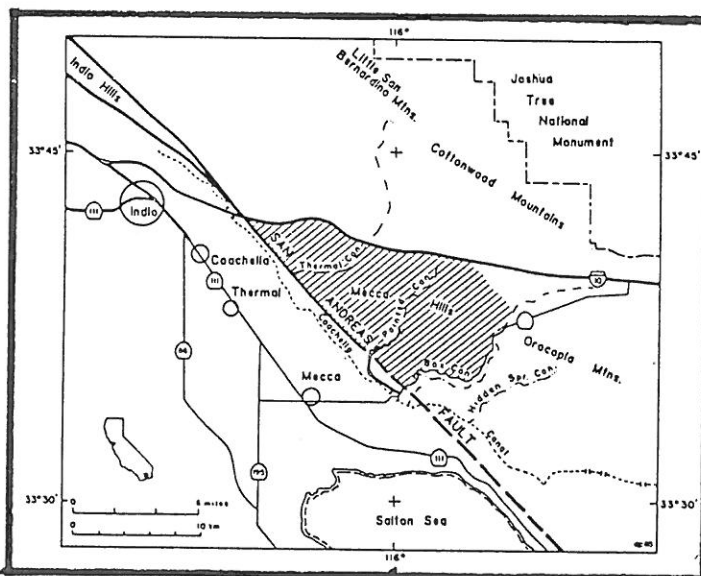 116°
Little San
Bernardino Mtns.
Joshua
Tree
National
Monument
Indio Hills
33°45'
33°45'
Cottonwood Mountains
111
Indio
SAN
ANDREAS
FAULT
Thermal Can.
Coachella
111
Thermal
Mecca
Hills
Painted Can.
10
Coachella
Canal
Box Can.
Orocopia Mtns.
Hidden Spr. Can.
86
Mecca
195
111
33°30'
33°30'
0 6 miles
0 10 km
Salton Sea
116°